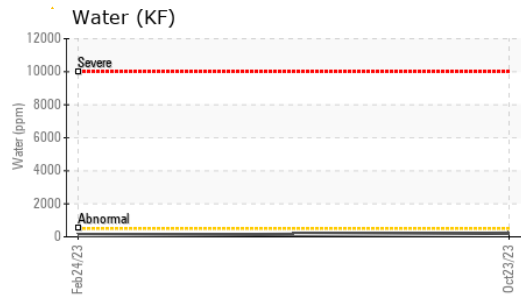 Water (KF)
12000
Severe
10000
8000
Water (ppm)
6000
4000
2000
Abnormal
0
Feb24/23
Oct23/23